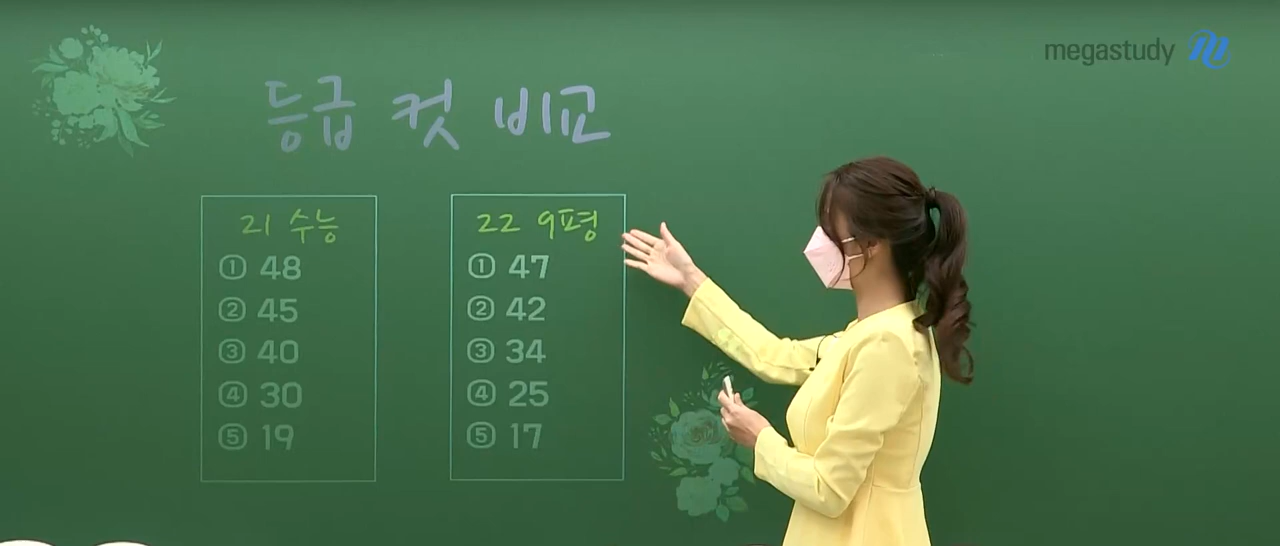 megastudy
등급 컷 비교
21 수능
① 48
② 45
③ 40
④ 30
⑤ 19
22 9평
① 47
② 42
③ 34
④ 25
⑤ 17